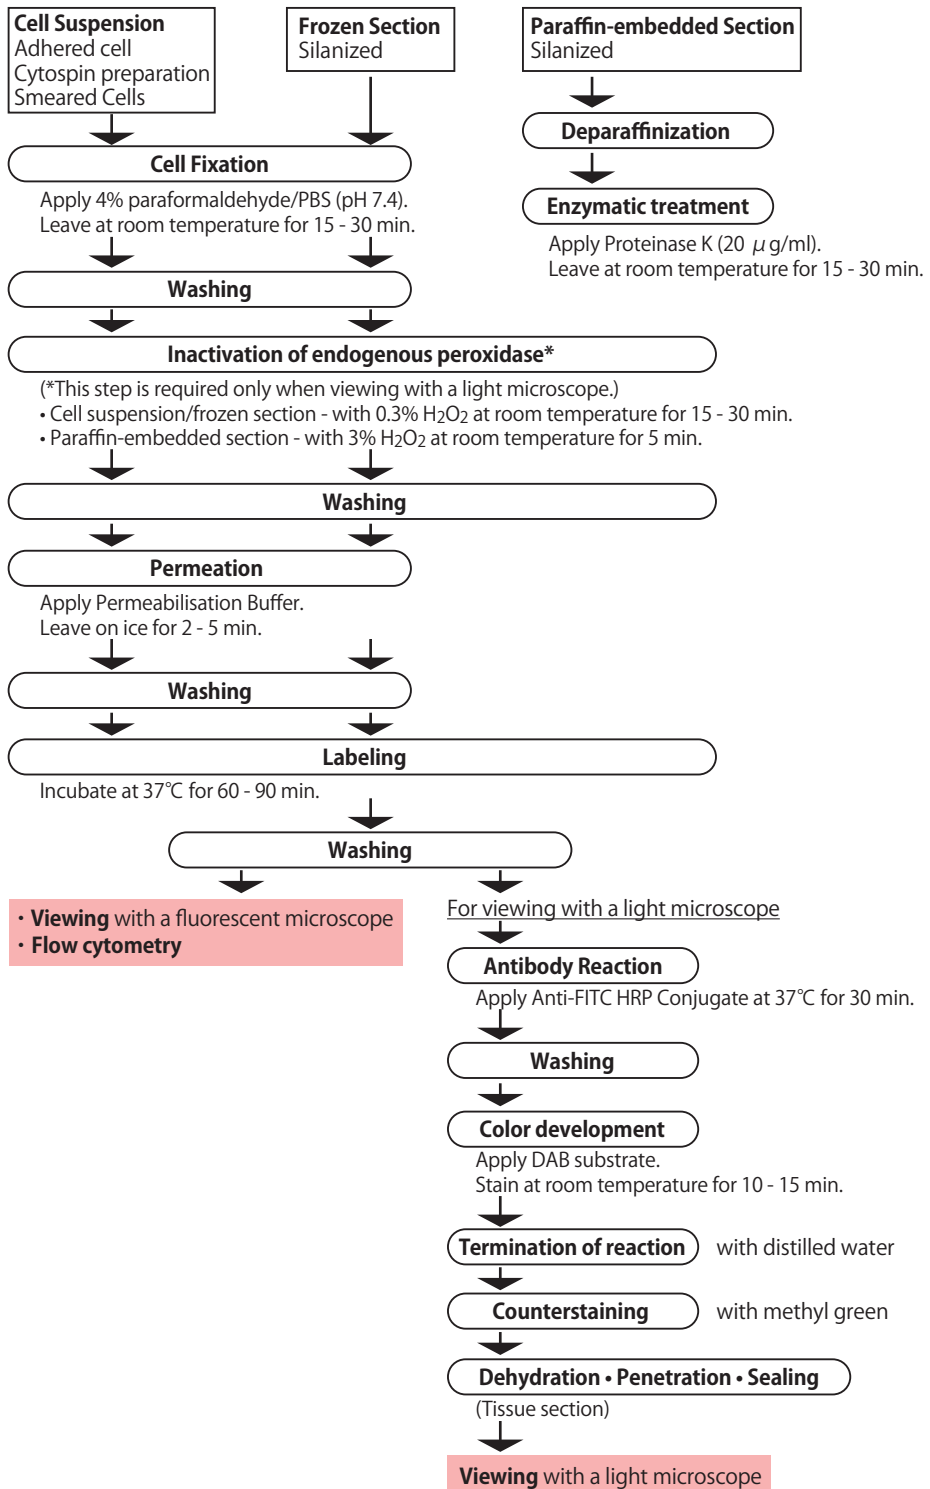 Cell Suspension
Adhered cell
Cytospin preparation
Smeared Cells
Frozen Section
Silanized
Paraffin-embedded Section
Silanized
Deparaffinization
Cell Fixation
Apply 4% paraformaldehyde/PBS (pH 7.4).
Leave at room temperature for 15 - 30 min.
Enzymatic treatment
Apply Proteinase K (20 μg/ml).
Leave at room temperature for 15 - 30 min.
Washing
Inactivation of endogenous peroxidase*
(*This step is required only when viewing with a light microscope.)
• Cell suspension/frozen section - with 0.3% H2O2 at room temperature for 15 - 30 min.
• Paraffin-embedded section - with 3% H2O2 at room temperature for 5 min.
Washing
Permeation
Apply Permeabilisation Buffer.
Leave on ice for 2 - 5 min.
Washing
Labeling
Incubate at 37℃ for 60 - 90 min.
Washing
・Viewing with a fluorescent microscope
・Flow cytometry
For viewing with a light microscope
Antibody Reaction
Apply Anti-FITC HRP Conjugate at 37℃ for 30 min.
Washing
Color development
Apply DAB substrate.
Stain at room temperature for 10 - 15 min.
Termination of reaction with distilled water
Counterstaining with methyl green
Dehydration • Penetration • Sealing
(Tissue section)
Viewing with a light microscope